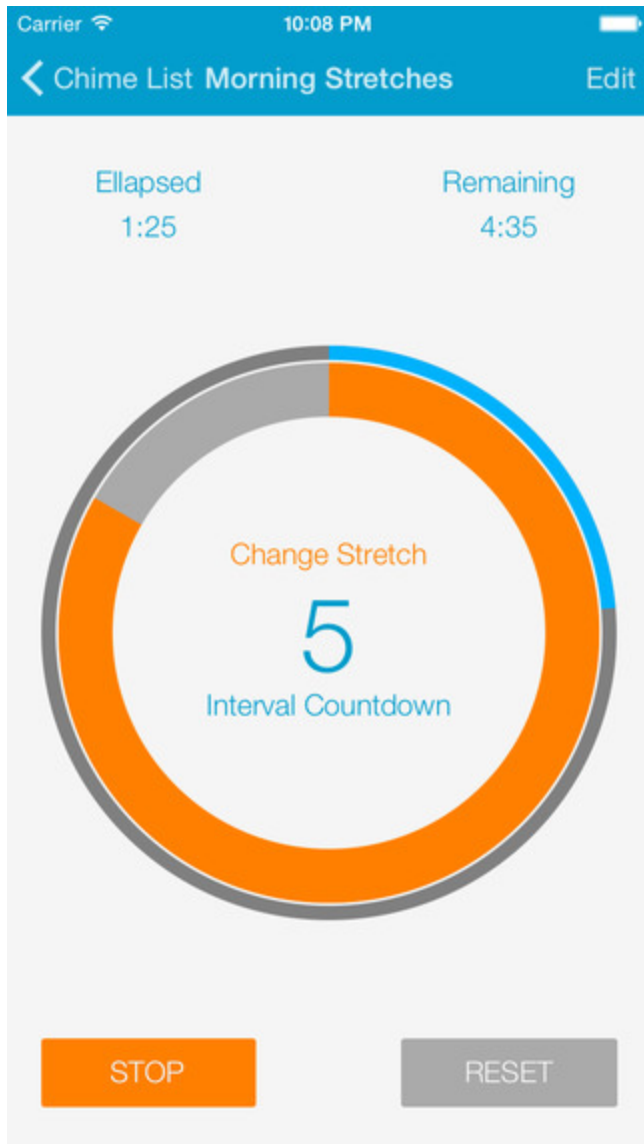 Carrier 10:08 PM
Chime List Morning Stretches Edit
Ellapsed Remaining
1:25 4:35
Change Stretch
5
Interval Countdown
STOP RESET